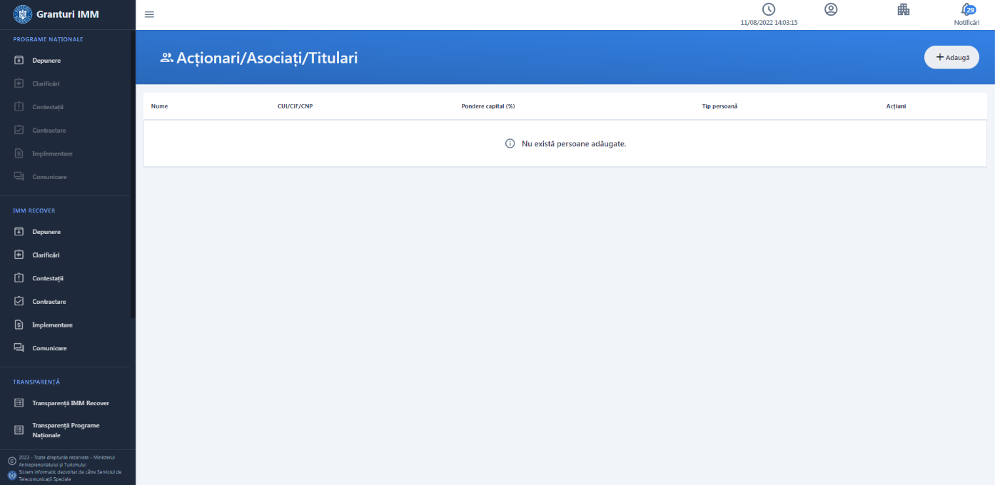 Granturi IMM
11/08/2022 14:03:15
29
Notificări
PROGRAME NAȚIONALE
Depunere
Clarificări
Contestații
Contractare
Implementare
Comunicare
IMM RECOVER
Depunere
Clarificări
Contestații
Contractare
Implementare
Comunicare
TRANSPARENȚĂ
Transparență IMM Recover
Transparență Programe
Naționale
2022 - Toate drepturile rezervate - Ministerul
Antreprenoriatului și Turismului
Sistem informatic dezvoltat de către Serviciul de
Telecomunicații Speciale
Acționari/Asociați/Titulari
Adaugă
Nume CUI/CIF/CNP Pondere capital (%) Tip persoană Acțiuni
Nu există persoane adăugate.